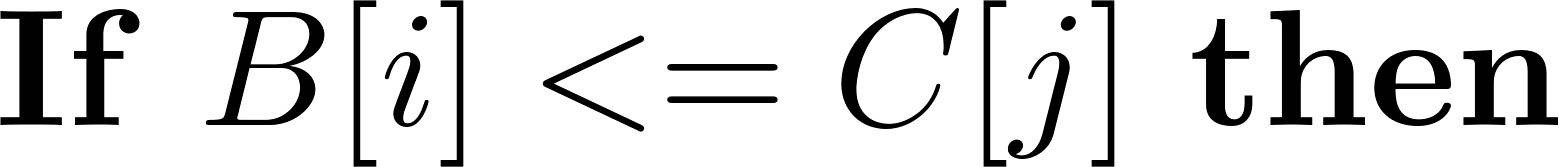 If B[i] <= C[j] then